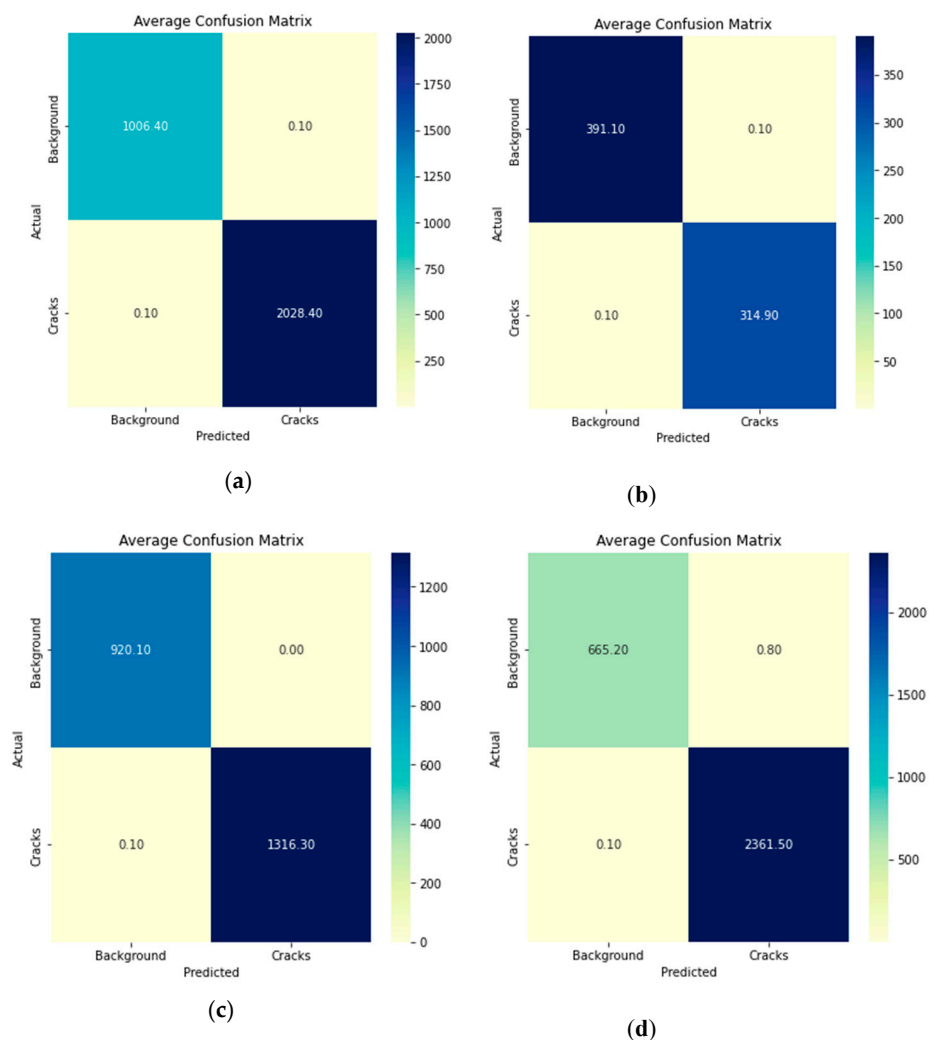 Average Confusion Matrix
Background
1006.40
0.10
Actual
Cracks
0.10
2028.40
Background
Cracks
Predicted
2000
1750
1500
1250
1000
750
500
250
(a)
Average Confusion Matrix
Background
391.10
0.10
Actual
Cracks
0.10
314.90
Background
Cracks
Predicted
350
300
250
200
150
100
50
(b)
Average Confusion Matrix
Background
920.10
0.00
Actual
Cracks
0.10
1316.30
Background
Cracks
Predicted
1200
1000
800
600
400
200
0
(c)
Average Confusion Matrix
Background
665.20
0.80
Actual
Cracks
0.10
2361.50
Background
Cracks
Predicted
2000
1500
1000
500
(d)